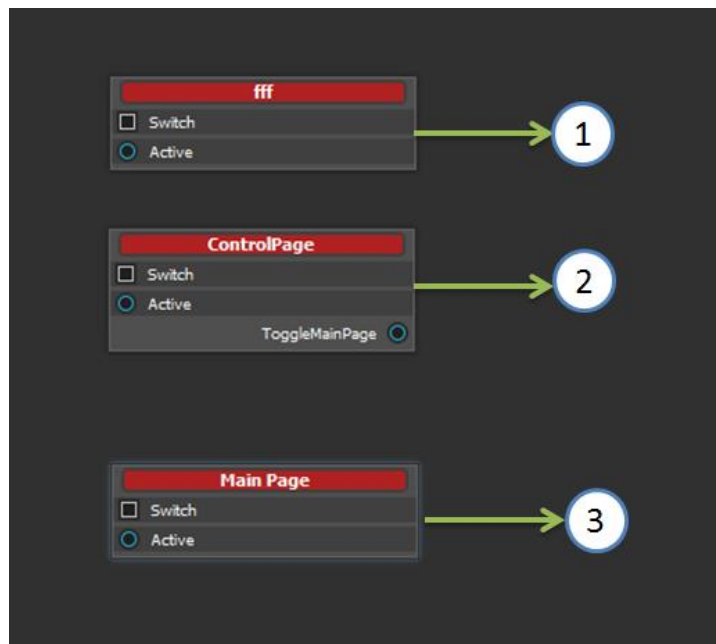 fff
Switch
Active
1
ControlPage
Switch
Active
ToggleMainPage
2
Main Page
Switch
Active
3